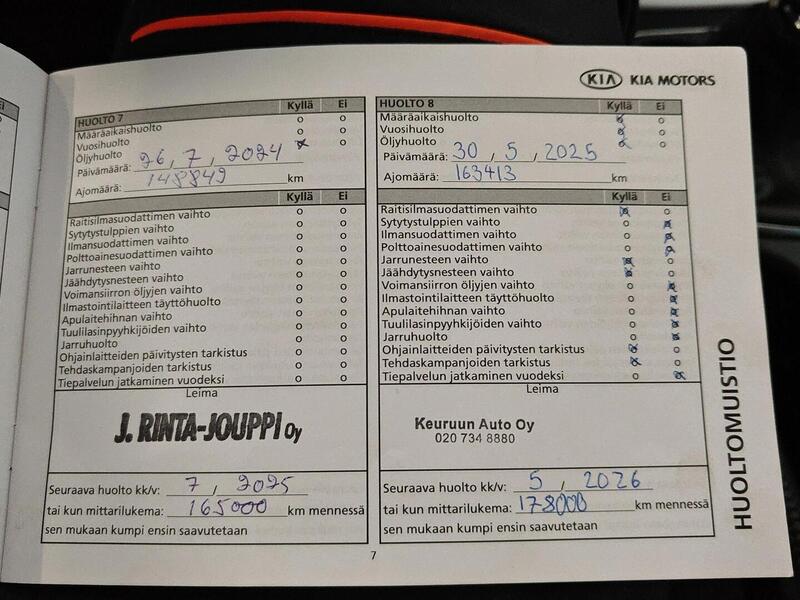 KIA KIA MOTORS
HUOLTO 7 Kyllä Ei
Määräaikaishuolto o o
Vuosihuolto o o
Öljyhuolto x o
Päivämäärä: 26, 7, 2024
Ajomäärä: 148849 km
Kyllä Ei
Raitisilmasuodattimen vaihto o o
Sytytystulppien vaihto o o
Ilmansuodattimen vaihto o o
Polttoainesuodattimen vaihto o o
Jarrunesteen vaihto o o
Jäähdytysnesteen vaihto o o
Voimansiirron öljyjen vaihto o o
Ilmastointilaitteen täyttöhuolto o o
Apulaitehihnan vaihto o o
Tuulilasinpyyhkijöiden vaihto o o
Jarruhuolto o o
Ohjainlaitteiden päivitysten tarkistus o o
Tehdaskampanjoiden tarkistus o o
Tiepalvelun jatkaminen vuodeksi o o
Leima
J. RINTA-JOUPPI Oy
Seuraava huolto kk/v: 7, 2025
tai kun mittarilukema: 165000 km mennessä
sen mukaan kumpi ensin saavutetaan
HUOLTO 8 Kyllä Ei
Määräaikaishuolto x o
Vuosihuolto x o
Öljyhuolto x o
Päivämäärä: 30, 5, 2025
Ajomäärä: 163413 km
Kyllä Ei
Raitisilmasuodattimen vaihto x o
Sytytystulppien vaihto o x
Ilmansuodattimen vaihto o x
Polttoainesuodattimen vaihto o x
Jarrunesteen vaihto x o
Jäähdytysnesteen vaihto x o
Voimansiirron öljyjen vaihto o x
Ilmastointilaitteen täyttöhuolto o x
Apulaitehihnan vaihto o x
Tuulilasinpyyhkijöiden vaihto o x
Jarruhuolto o x
Ohjainlaitteiden päivitysten tarkistus x o
Tehdaskampanjoiden tarkistus x o
Tiepalvelun jatkaminen vuodeksi o x
Leima
Keuruun Auto Oy
020 734 8880
Seuraava huolto kk/v: 5, 2026
tai kun mittarilukema: 178000 km mennessä
sen mukaan kumpi ensin saavutetaan
HUOLTOMUISTIO
7